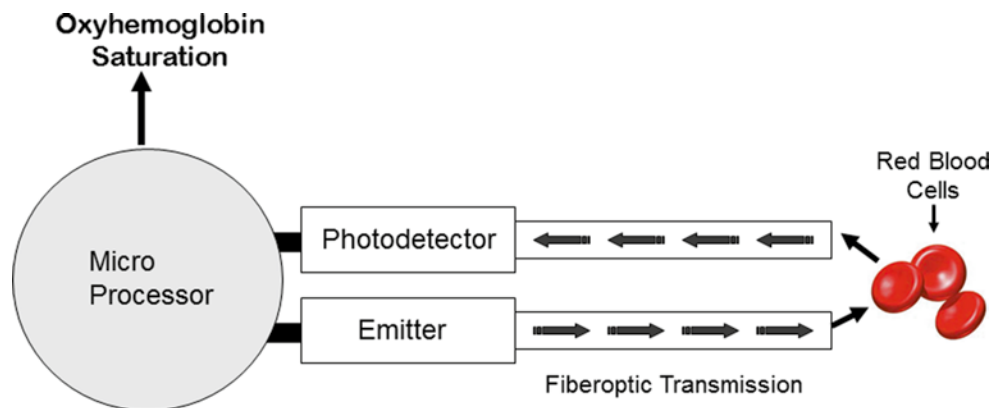 Oxyhemoglobin
Saturation
Red Blood
Cells
Photodetector
Micro
Processor
Emitter
Fiberoptic Transmission